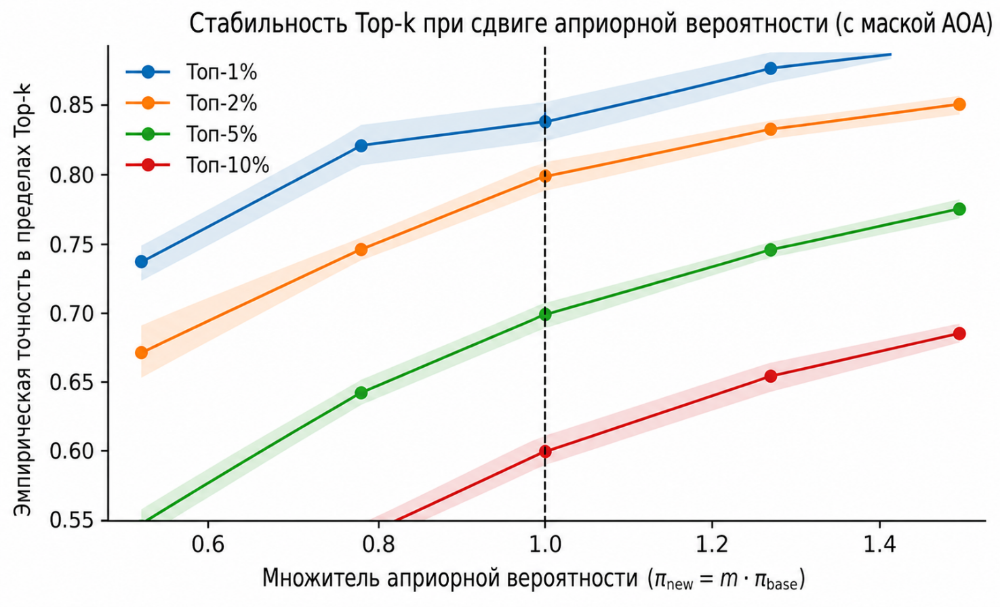 Стабильность Top-k при сдвиге априорной вероятности (с маской AOA)
Эмпирическая точность в пределах Top-k
Топ-1%
Топ-2%
Топ-5%
Топ-10%
0.85
0.80
0.75
0.70
0.65
0.60
0.55
0.6 0.8 1.0 1.2 1.4
Множитель априорной вероятности (π_new = m · π_base)